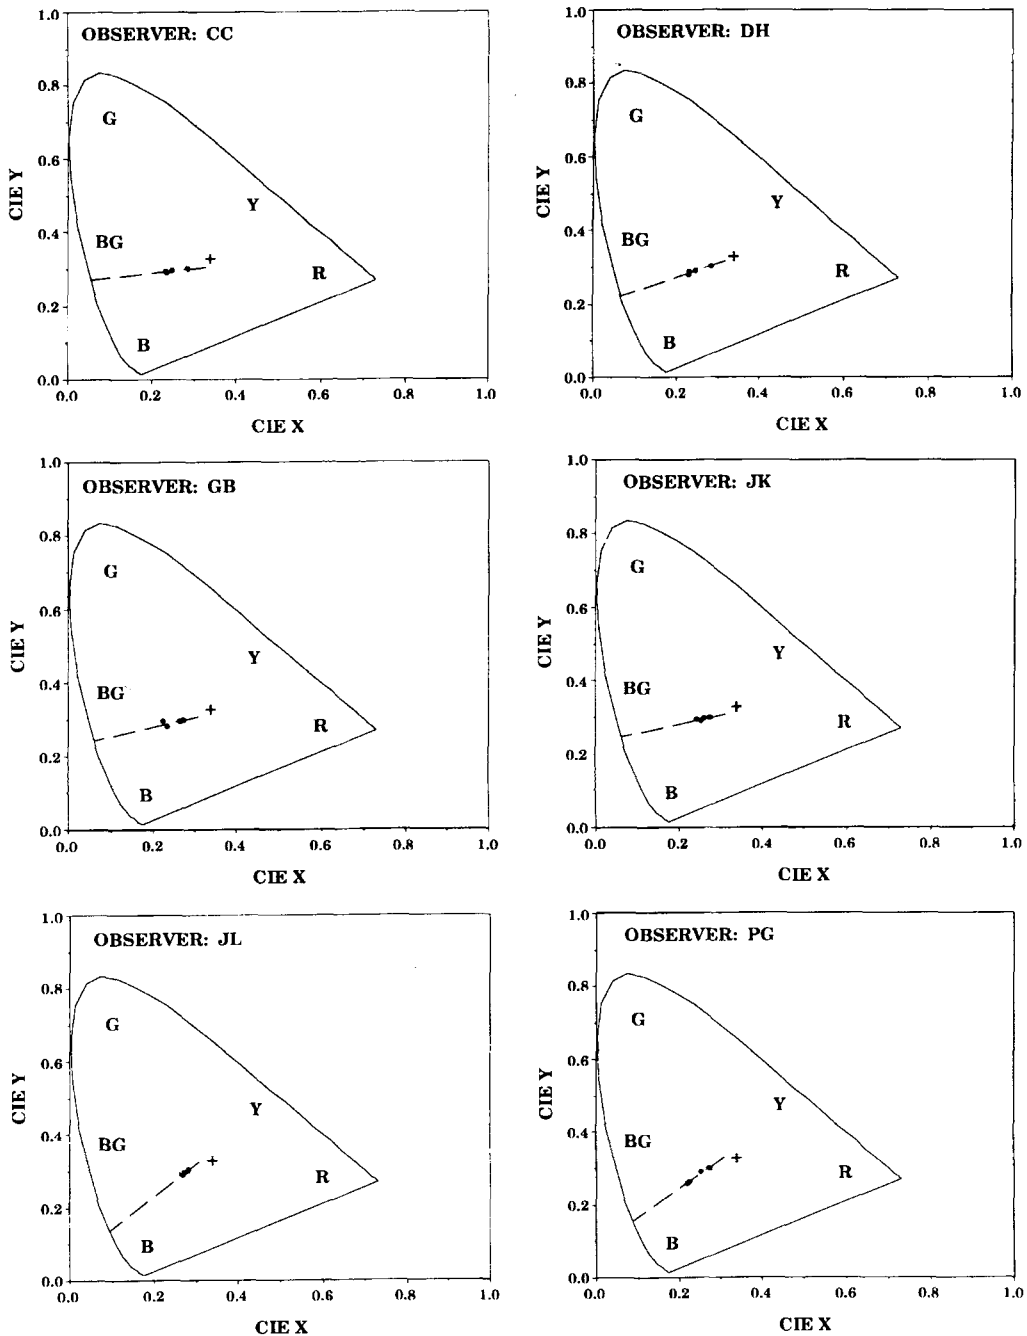 OBSERVER: CC
1.0
0.8
0.6
0.4
0.2
0.0
CIE Y
G
Y
BG
+
R
B
0.0 0.2 0.4 0.6 0.8 1.0
CIE X
OBSERVER: DH
1.0
0.8
0.6
0.4
0.2
0.0
CIE Y
G
Y
BG
+
R
B
0.0 0.2 0.4 0.6 0.8 1.0
CIE X
OBSERVER: GB
1.0
0.8
0.6
0.4
0.2
0.0
CIE Y
G
Y
BG
+
R
B
0.0 0.2 0.4 0.6 0.8 1.0
CIE X
OBSERVER: JK
1.0
0.8
0.6
0.4
0.2
0.0
CIE Y
G
Y
BG
+
R
B
0.0 0.2 0.4 0.6 0.8 1.0
CIE X
OBSERVER: JL
1.0
0.8
0.6
0.4
0.2
0.0
CIE Y
G
Y
BG
+
R
B
0.0 0.2 0.4 0.6 0.8 1.0
CIE X
OBSERVER: PG
1.0
0.8
0.6
0.4
0.2
0.0
CIE Y
G
Y
BG
+
R
B
0.0 0.2 0.4 0.6 0.8 1.0
CIE X